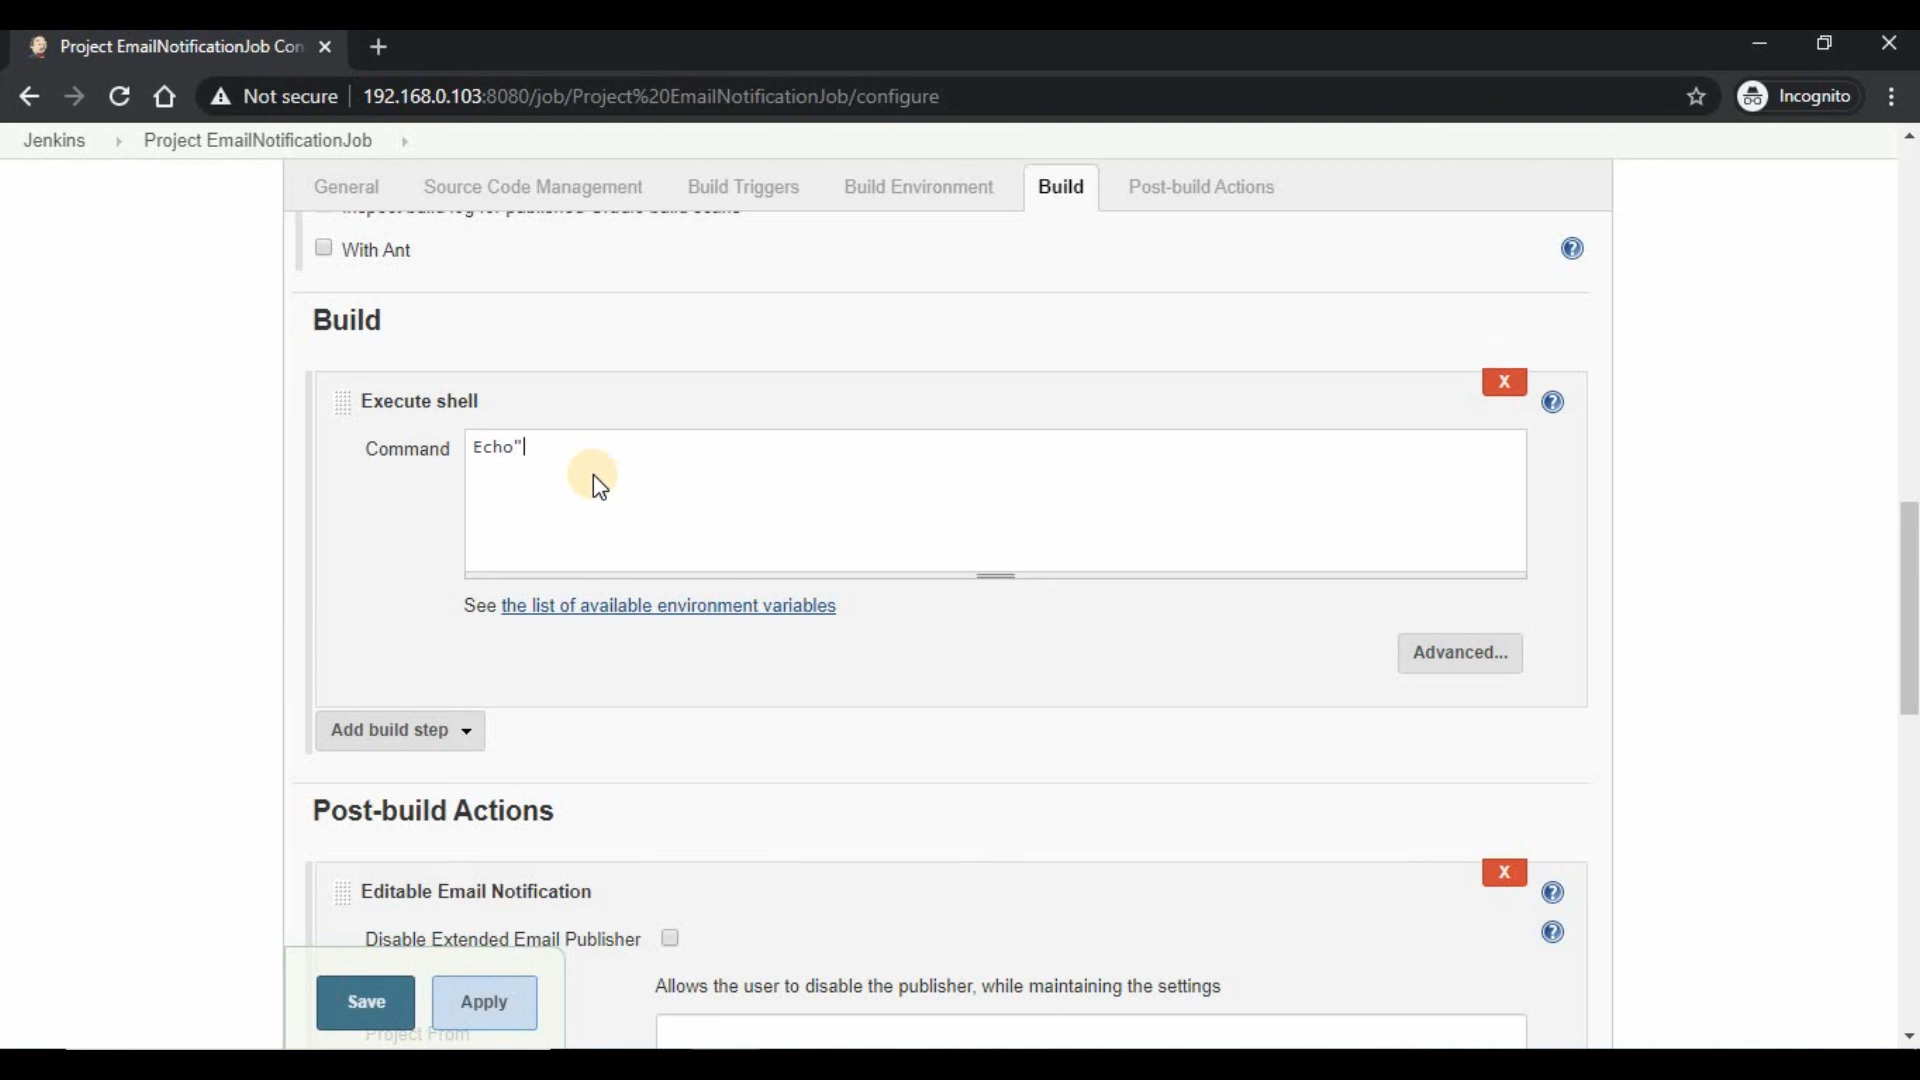 Project EmailNotificationJob Con
Not secure 192.168.0.103:8080/job/Project%20EmailNotificationJob/configure Incognito
Jenkins Project EmailNotificationJob
General Source Code Management Build Triggers Build Environment Build Post-build Actions
With Ant
Build
X
Execute shell
Command Echo"
See the list of available environment variables
Advanced...
Add build step
Post-build Actions
X
Editable Email Notification
Disable Extended Email Publisher
Allows the user to disable the publisher, while maintaining the settings
Save Apply
Project From